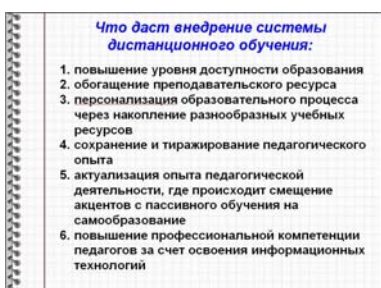 Что даст внедрение системы
дистанционного обучения:
1. повышение уровня доступности образования
2. обогащение преподавательского ресурса
3. персонализация образовательного процесса
через накопление разнообразных учебных
ресурсов
4. сохранение и тиражирование педагогического
опыта
5. актуализация опыта педагогической
деятельности, где происходит смещение
акцентов с пассивного обучения на
самообразование
6. повышение профессиональной компетенции
педагогов за счет освоения информационных
технологий